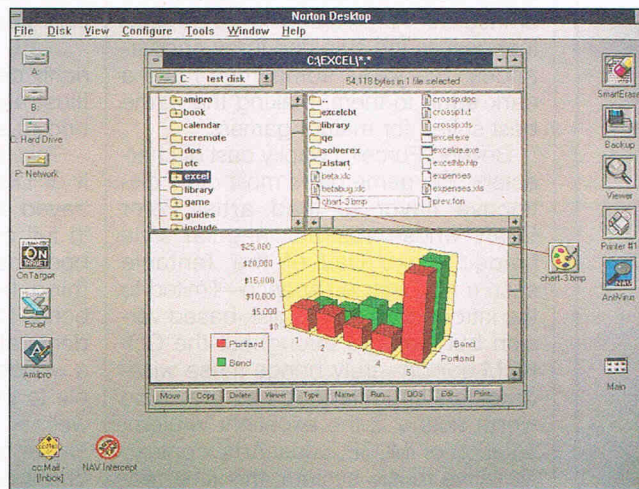 Norton Desktop
File Disk View Configure Tools Window Help
C:\EXCEL\*.*
C: test disk
54,118 bytes in 1 file selected
A:
B:
C: Hard Drive
P: Network
OnTarget
Excel
Amipro
cc:Mail - [Inbox]
NAV Intercept
amipro
book
calendar
ccremote
dos
etc
excel
library
game
guides
include
..
excelcbt
library
qe
solverex
xlstart
beta.xlc
betabug.xlc
chart-3.bmp
crossp.doc
crossp.txt
crossp.xls
excel.exe
excelde.exe
excelhlp.hlp
expenses
expenses.xls
prev.fon
$25,000
$20,000
$15,000
$10,000
$5,000
$0
1 2 3 4 5
Bend
Portland
Portland
Bend
Move Copy Delete Viewer Type Name Run... DOS Edit... Print...
SmartErase
Backup
Viewer
Printer #1
AntiVirus
chart-3.bmp
Main